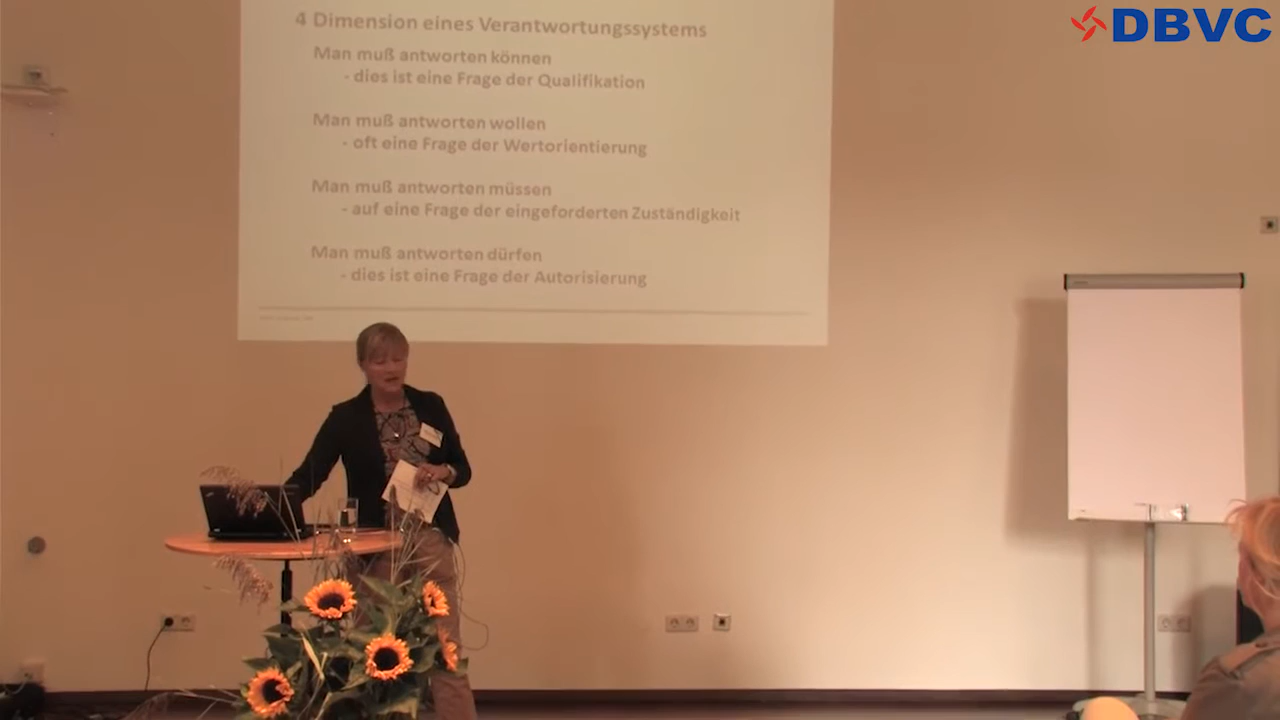 DBVC
4 Dimension eines Verantwortungssystems
Man muß antworten können
- dies ist eine Frage der Qualifikation
Man muß antworten wollen
- oft eine Frage der Wertorientierung
Man muß antworten müssen
- auf eine Frage der eingeforderten Zuständigkeit
Man muß antworten dürfen
- dies ist eine Frage der Autorisierung